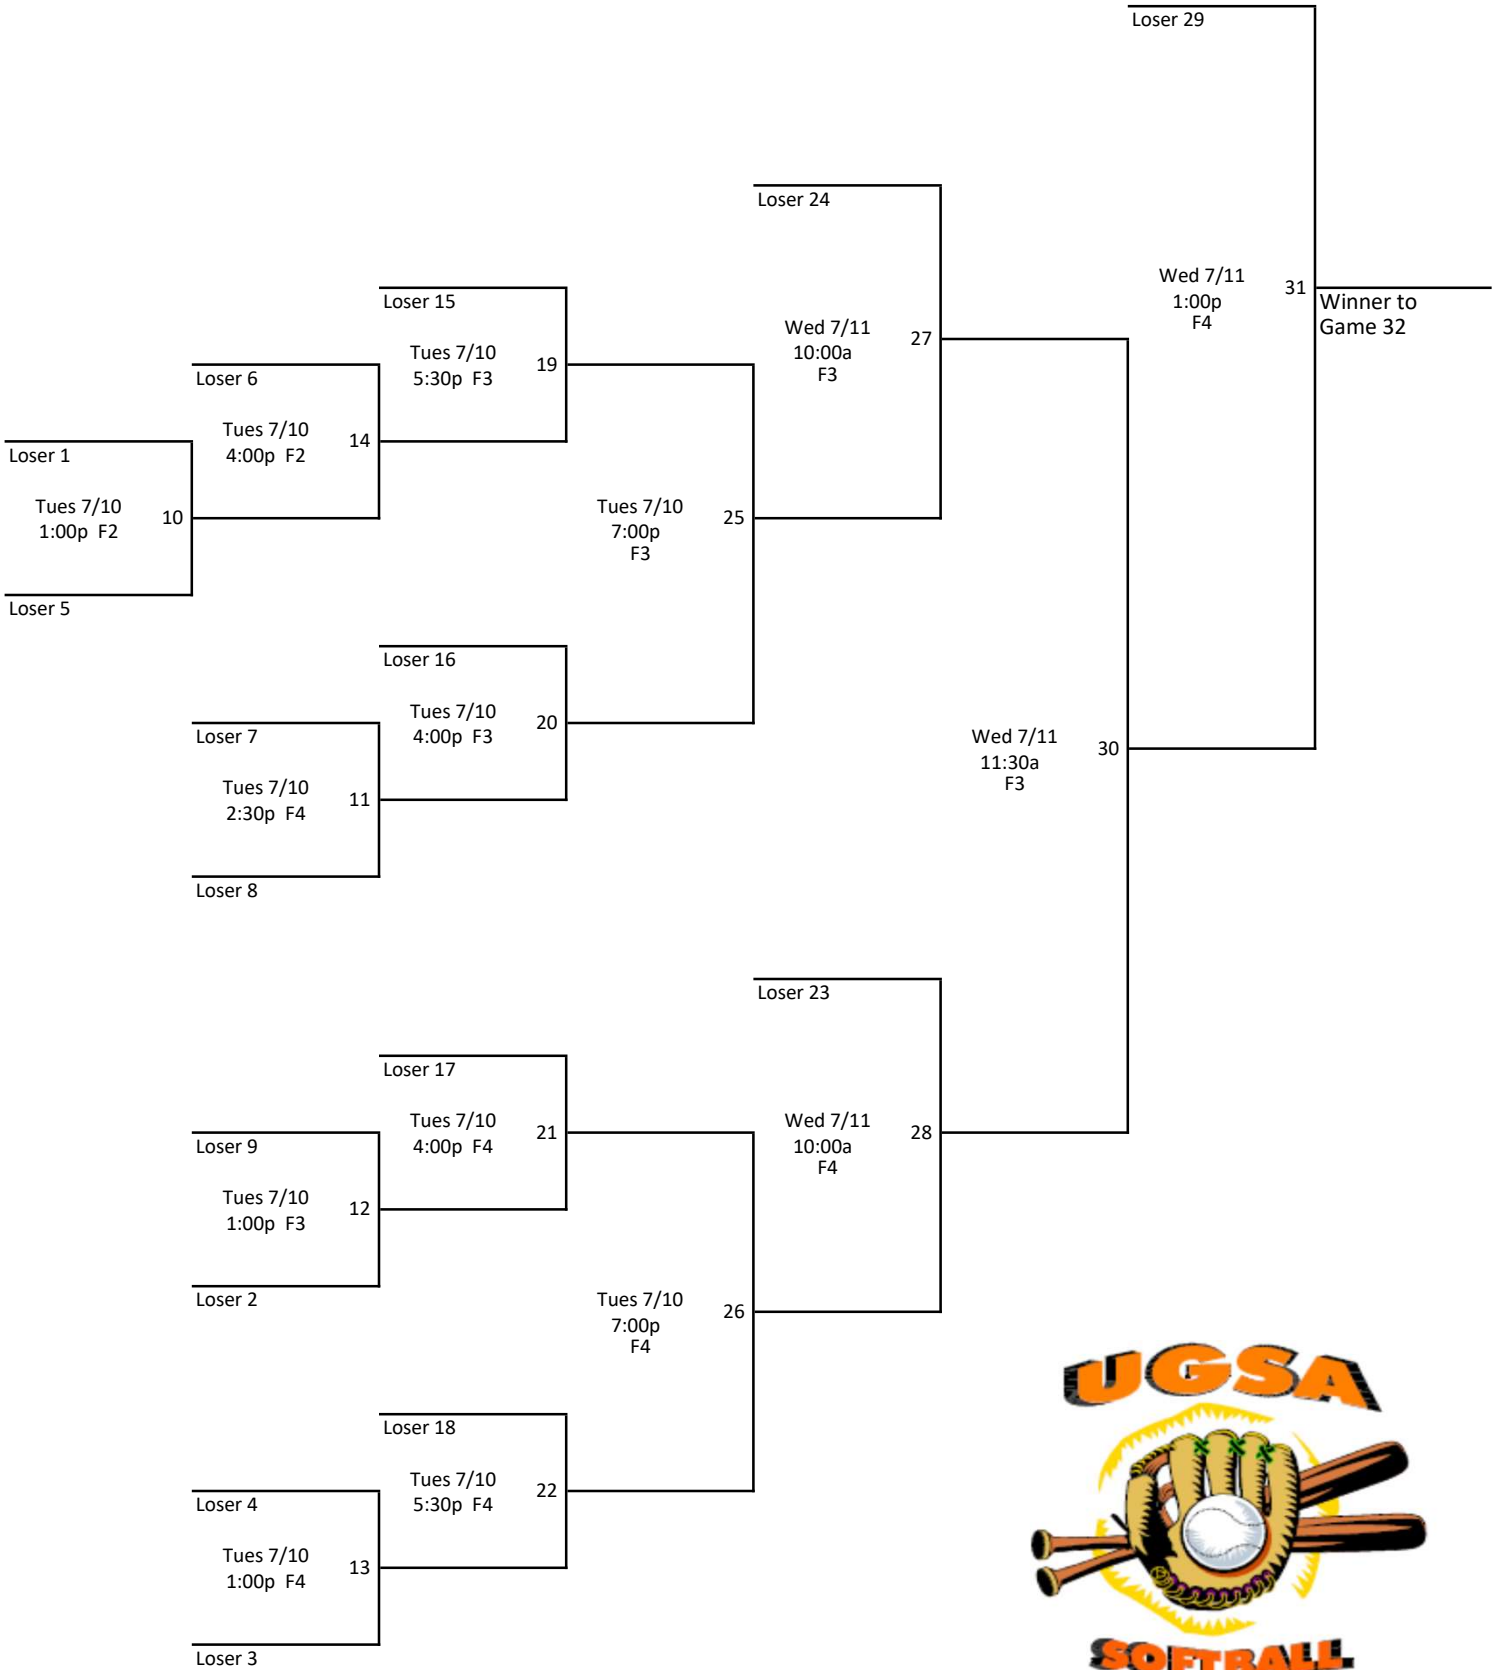 Loser 29
Loser 24
Wed 7/11
1:00p
F4
31
Winner to
Game 32
Loser 15
Wed 7/11
10:00a
F3
27
Tues 7/10
5:30p F3
19
Loser 6
Tues 7/10
4:00p F2
14
Loser 1
Tues 7/10
1:00p F2
10
Tues 7/10
7:00p
F3
25
Loser 5
Loser 16
Tues 7/10
4:00p F3
20
Loser 7
Wed 7/11
11:30a
F3
30
Tues 7/10
2:30p F4
11
Loser 8
Loser 23
Loser 17
Tues 7/10
4:00p F4
21
Wed 7/11
10:00a
F4
28
Loser 9
Tues 7/10
1:00p F3
12
Loser 2
Tues 7/10
7:00p
F4
26
UGSA
Loser 18
Tues 7/10
5:30p F4
22
Loser 4
Tues 7/10
1:00p F4
13
Loser 3
SOFTBALL